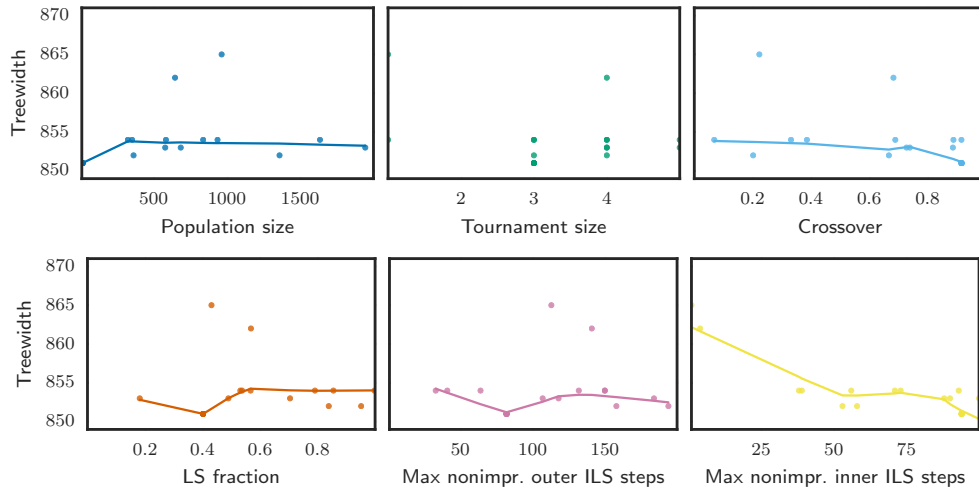 870
865
860
855
850
Treewidth
500 1000 1500
2 3 4
0.2 0.4 0.6 0.8
Population size
Tournament size
Crossover
870
865
860
855
850
Treewidth
0.2 0.4 0.6 0.8
50 100 150
25 50 75
LS fraction
Max nonimpr. outer ILS steps
Max nonimpr. inner ILS steps